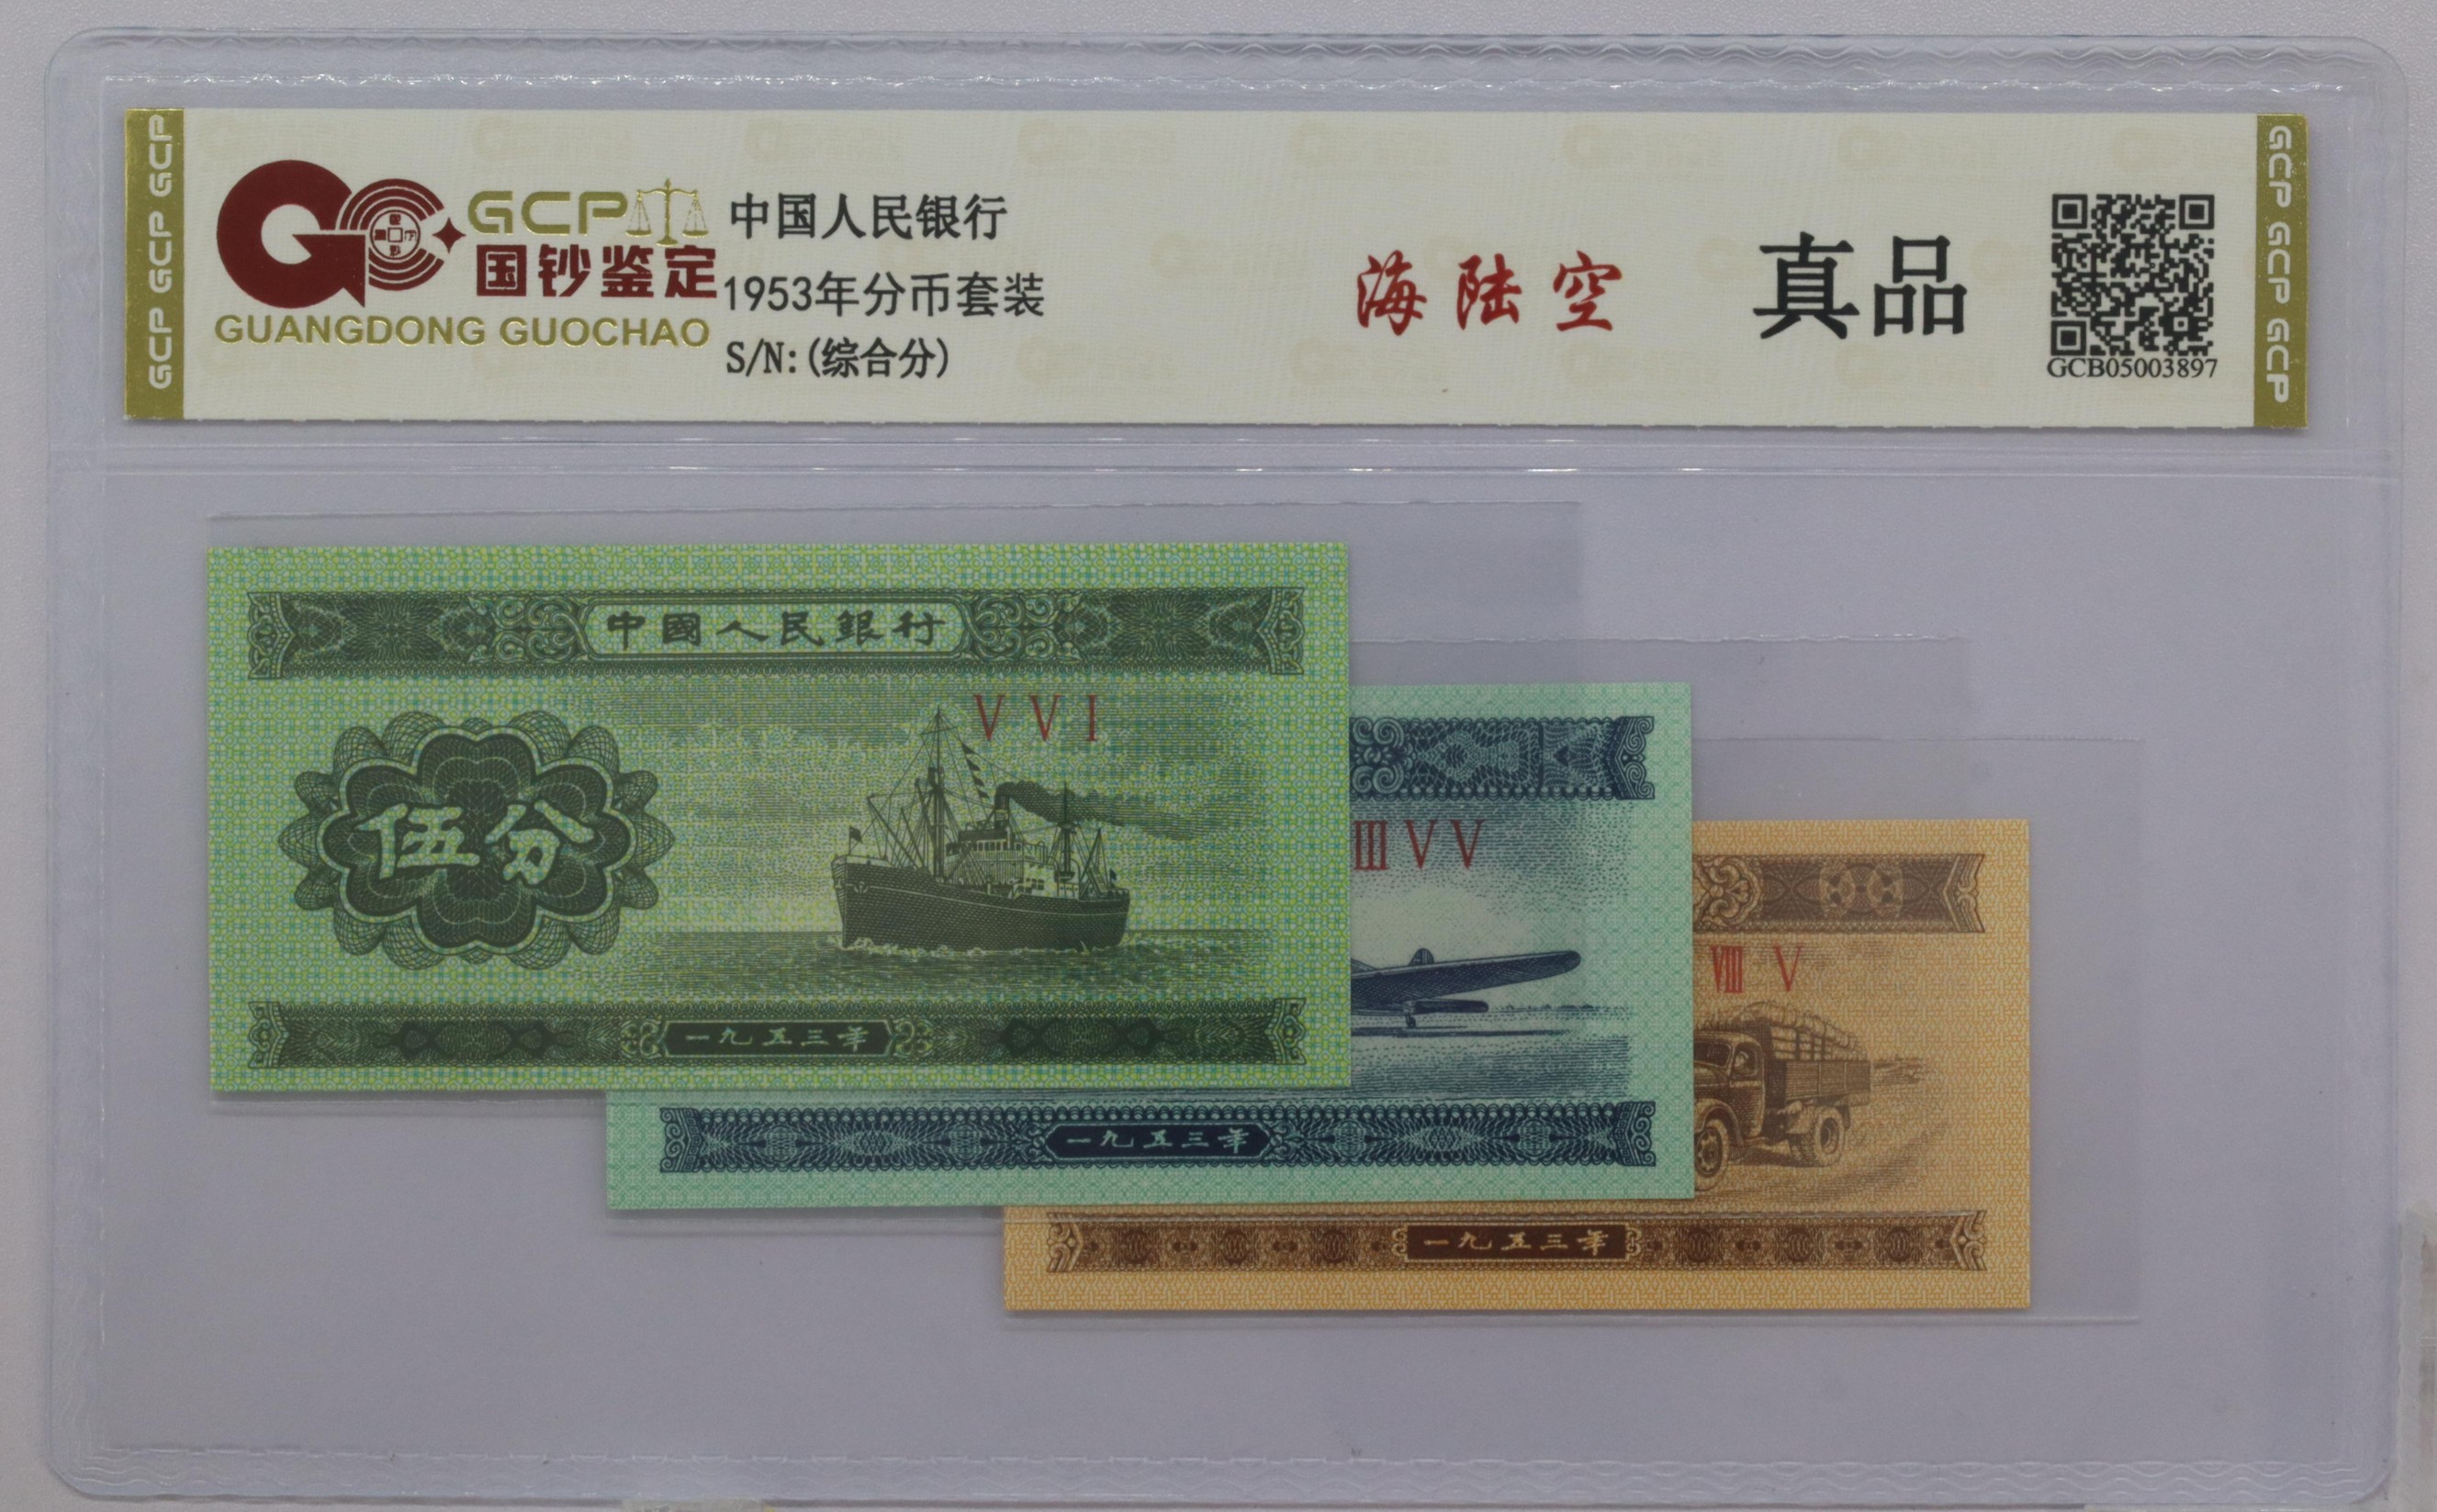 GCP GCP GCP
GCP
国钞鉴定
GUANGDONG GUOCHAO
中国人民银行
1953年分币套装
S/N:(综合分)
海陆空
真品
GCB05003897
GCP GCP GCP
中國人民銀行
V V I
伍分
一九五三年
III V V
一九五三年
VIII V
一九五三年